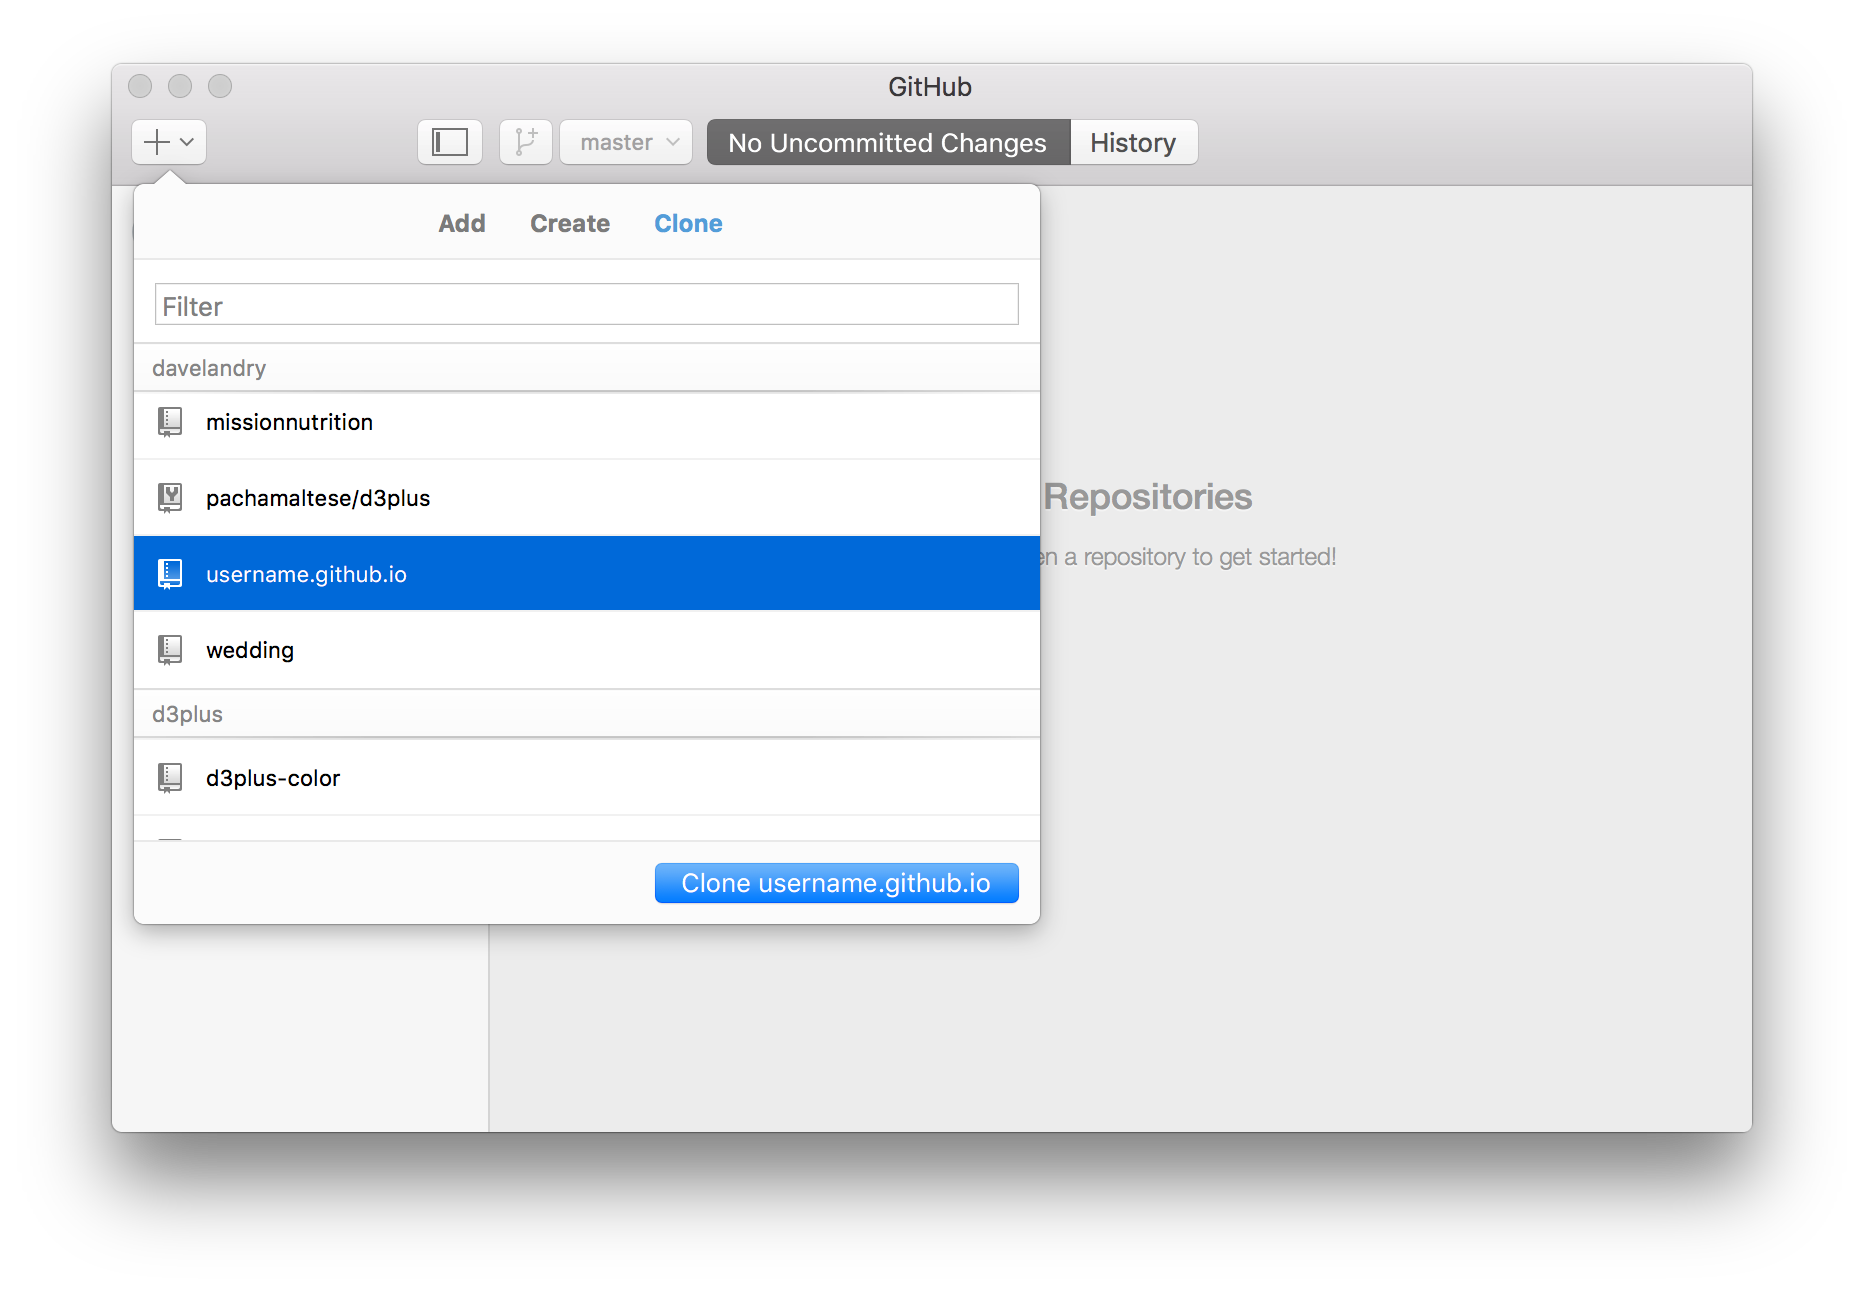 GitHub
master
No Uncommitted Changes
History
Add
Create
Clone
Filter
davelandry
missionnutrition
pachamaltese/d3plus
username.github.io
wedding
d3plus
d3plus-color
Clone username.github.io
Repositories
a repository to get started!